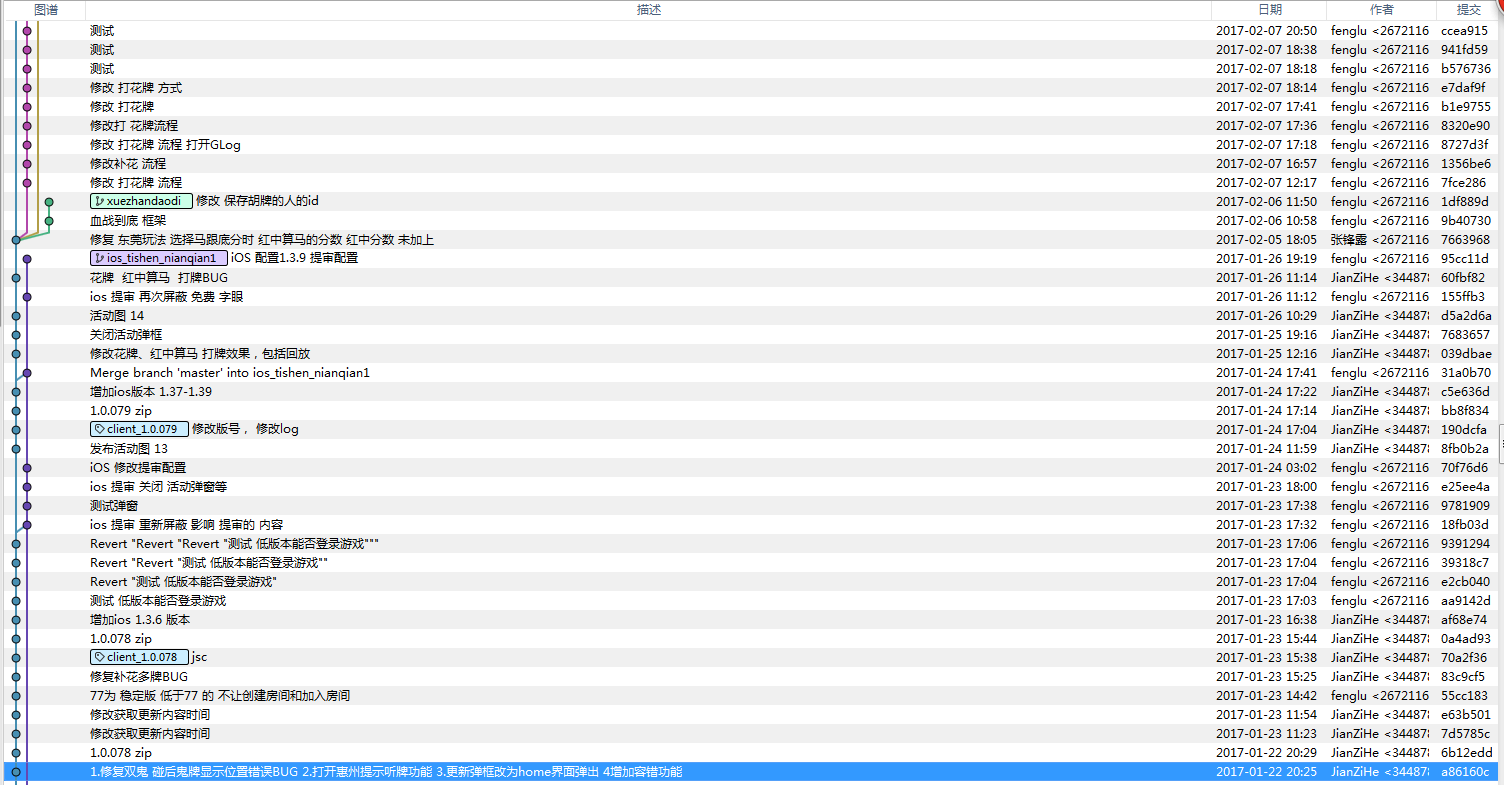 图谱 描述 日期 作者 提交
测试 2017-02-07 20:50 fenglu <2672116 ccea915
测试 2017-02-07 18:38 fenglu <2672116 941fd59
测试 2017-02-07 18:18 fenglu <2672116 b576736
修改 打花牌 方式 2017-02-07 18:14 fenglu <2672116 e7daf9f
修改 打花牌 2017-02-07 17:41 fenglu <2672116 b1e9755
修改打 花牌流程 2017-02-07 17:36 fenglu <2672116 8320e90
修改 打花牌 流程 打开GLog 2017-02-07 17:18 fenglu <2672116 8727d3f
修改补花 流程 2017-02-07 16:57 fenglu <2672116 1356be6
修改 打花牌 流程 2017-02-07 12:17 fenglu <2672116 7fce286
xuezhandaodi 修改 保存胡牌的人的id 2017-02-06 11:50 fenglu <2672116 1df889d
血战到底 框架 2017-02-06 10:58 fenglu <2672116 9b40730
修复 东莞玩法 选择马跟底分时 红中算马的分数 红中分数 未加上 2017-02-05 18:05 张锋露 <2672116 7663968
ios_tishen_nianqian1 iOS 配置1.3.9 提审配置 2017-01-26 19:19 fenglu <2672116 95cc11d
花牌 红中算马 打牌BUG 2017-01-26 11:14 JianZiHe <344878 60fbf82
ios 提审 再次屏蔽 免费 字眼 2017-01-26 11:12 fenglu <2672116 155ffb3
活动图 14 2017-01-26 10:29 JianZiHe <344878 d5a2d6a
关闭活动弹框 2017-01-25 19:16 JianZiHe <344878 7683657
修改花牌、红中算马 打牌效果，包括回放 2017-01-25 12:16 JianZiHe <344878 039dbae
Merge branch 'master' into ios_tishen_nianqian1 2017-01-24 17:41 fenglu <2672116 31a0b70
增加ios版本 1.37-1.39 2017-01-24 17:22 JianZiHe <344878 c5e636d
1.0.079 zip 2017-01-24 17:14 JianZiHe <344878 bb8f834
client_1.0.079 修改版号， 修改log 2017-01-24 17:04 JianZiHe <344878 190dcfa
发布活动图 13 2017-01-24 11:59 JianZiHe <344878 8fb0b2a
iOS 修改提审配置 2017-01-24 03:02 fenglu <2672116 70f76d6
ios 提审 关闭 活动弹窗等 2017-01-23 18:00 fenglu <2672116 e25ee4a
测试弹窗 2017-01-23 17:38 fenglu <2672116 9781909
ios 提审 重新屏蔽 影响 提审的 内容 2017-01-23 17:32 fenglu <2672116 18fb03d
Revert "Revert "Revert "测试 低版本能否登录游戏""" 2017-01-23 17:06 fenglu <2672116 9391294
Revert "Revert "测试 低版本能否登录游戏"" 2017-01-23 17:04 fenglu <2672116 39318c7
Revert "测试 低版本能否登录游戏" 2017-01-23 17:04 fenglu <2672116 e2cb040
测试 低版本能否登录游戏 2017-01-23 17:03 fenglu <2672116 aa9142d
增加ios 1.3.6 版本 2017-01-23 16:38 JianZiHe <344878 af68e74
1.0.078 zip 2017-01-23 15:44 JianZiHe <344878 0a4ad93
client_1.0.078 jsc 2017-01-23 15:38 JianZiHe <344878 70a2f36
修复补花多牌BUG 2017-01-23 15:25 JianZiHe <344878 83c9cf5
77为 稳定版 低于77 的 不让创建房间和加入房间 2017-01-23 14:42 fenglu <2672116 55cc183
修改获取更新内容时间 2017-01-23 11:54 JianZiHe <344878 e63b501
修改获取更新内容时间 2017-01-23 11:23 JianZiHe <344878 7d5785c
1.0.078 zip 2017-01-22 20:29 JianZiHe <344878 6b12edd
1.修复双鬼 碰后鬼牌显示位置错误BUG 2.打开惠州提示听牌功能 3.更新弹框改为home界面弹出 4增加容错功能 2017-01-22 20:25 JianZiHe <344878 a86160c